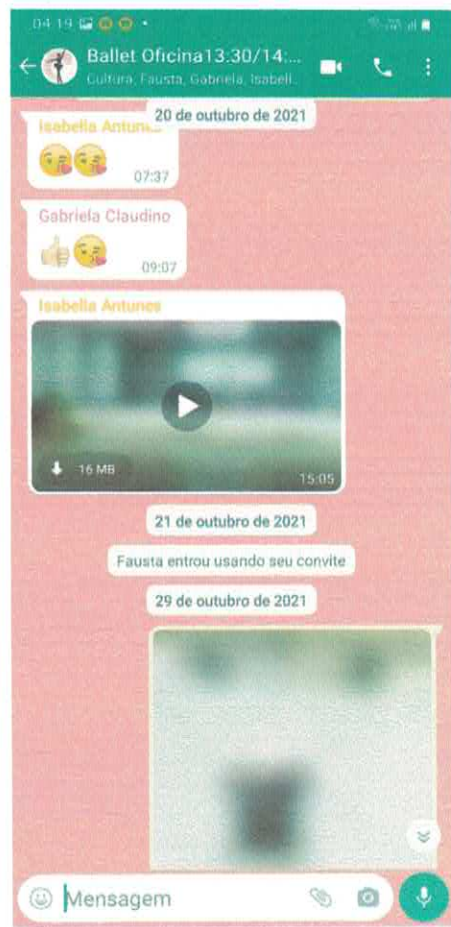 04 19
Ballet Oficina13:30/14:...
Cultura, Fausta, Gabriela, Isabell...
20 de outubro de 2021
Isabella Antunes
07:37
Gabriela Claudino
09:07
Isabella Antunes
16 MB
15:05
21 de outubro de 2021
Fausta entrou usando seu convite
29 de outubro de 2021
Mensagem